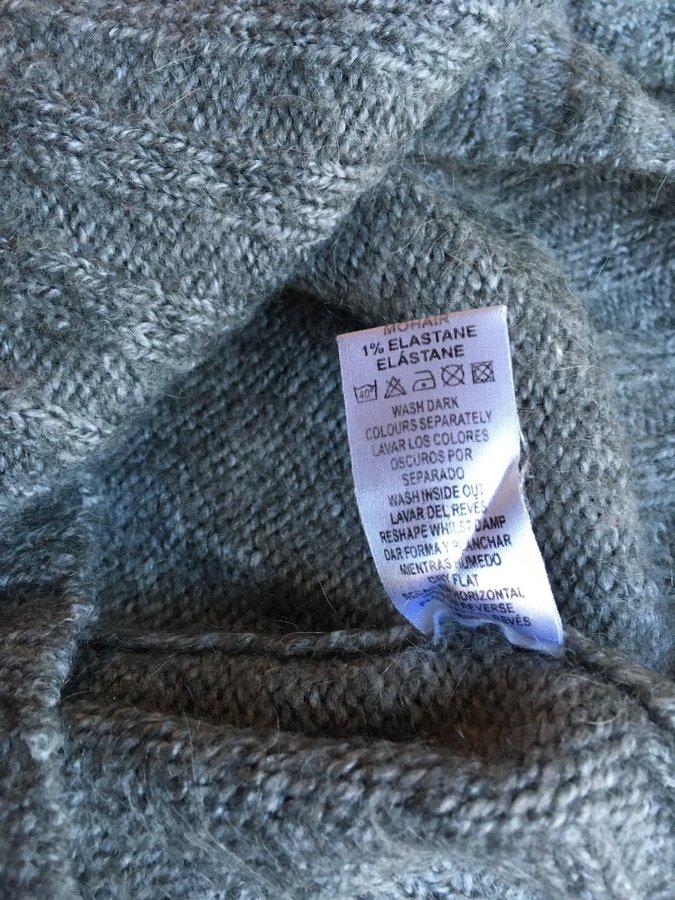 MOHAIR
1% ELASTANE
ELÁSTANE
40°
WASH DARK
COLOURS SEPARATELY
LAVAR LOS COLORES
OSCUROS POR
SEPARADO
WASH INSIDE OUT
LAVAR DEL REVÉS
RESHAPE WHILST DAMP
DAR FORMA Y PLANCHAR
MIENTRAS HUMEDO
DRY FLAT
HORIZONTAL
REVERSE
REVÉS